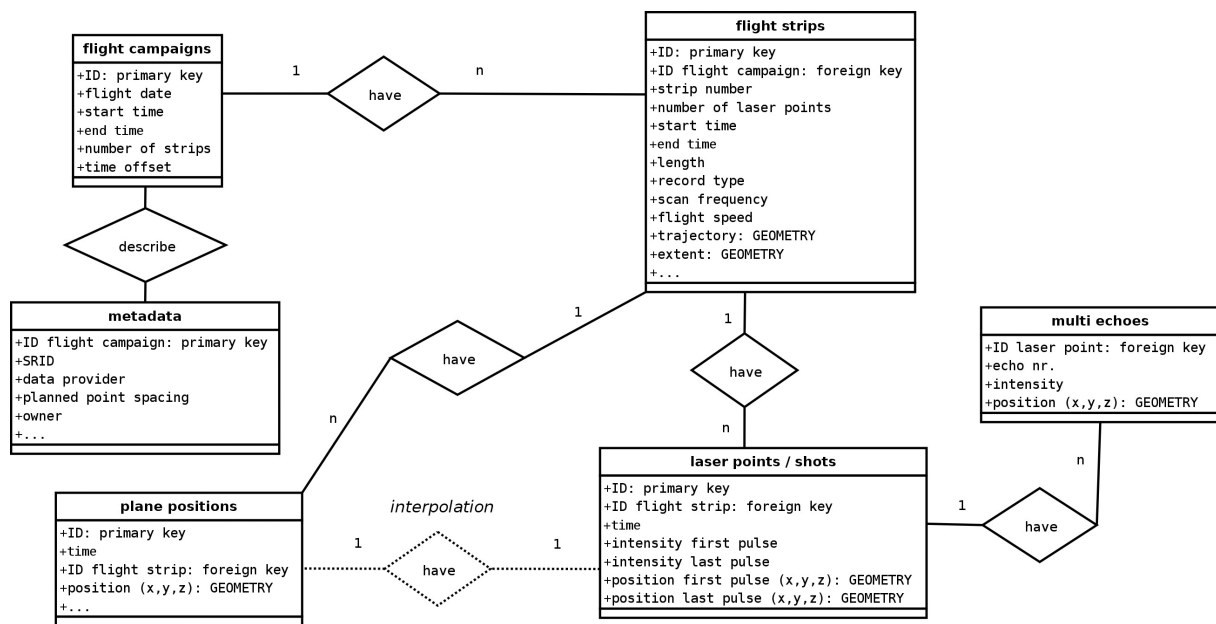 flight campaigns
+ID: primary key
+flight date
+start time
+end time
+number of strips
+time offset
1
have
n
flight strips
+ID: primary key
+ID flight campaign: foreign key
+strip number
+number of laser points
+start time
+end time
+length
+record type
+scan frequency
+flight speed
+trajectory: GEOMETRY
+extent: GEOMETRY
+...
describe
metadata
+ID flight campaign: primary key
+SRID
+data provider
+planned point spacing
+owner
+...
1
have
n
1
have
n
multi echoes
+ID laser point: foreign key
+echo nr.
+intensity
+position (x,y,z): GEOMETRY
n
have
1
laser points / shots
+ID: primary key
+ID flight strip: foreign key
+time
+intensity first pulse
+intensity last pulse
+position first pulse (x,y,z): GEOMETRY
+position last pulse (x,y,z): GEOMETRY
plane positions
+ID: primary key
+time
+ID flight strip: foreign key
+position (x,y,z): GEOMETRY
+...
interpolation
1
have
1